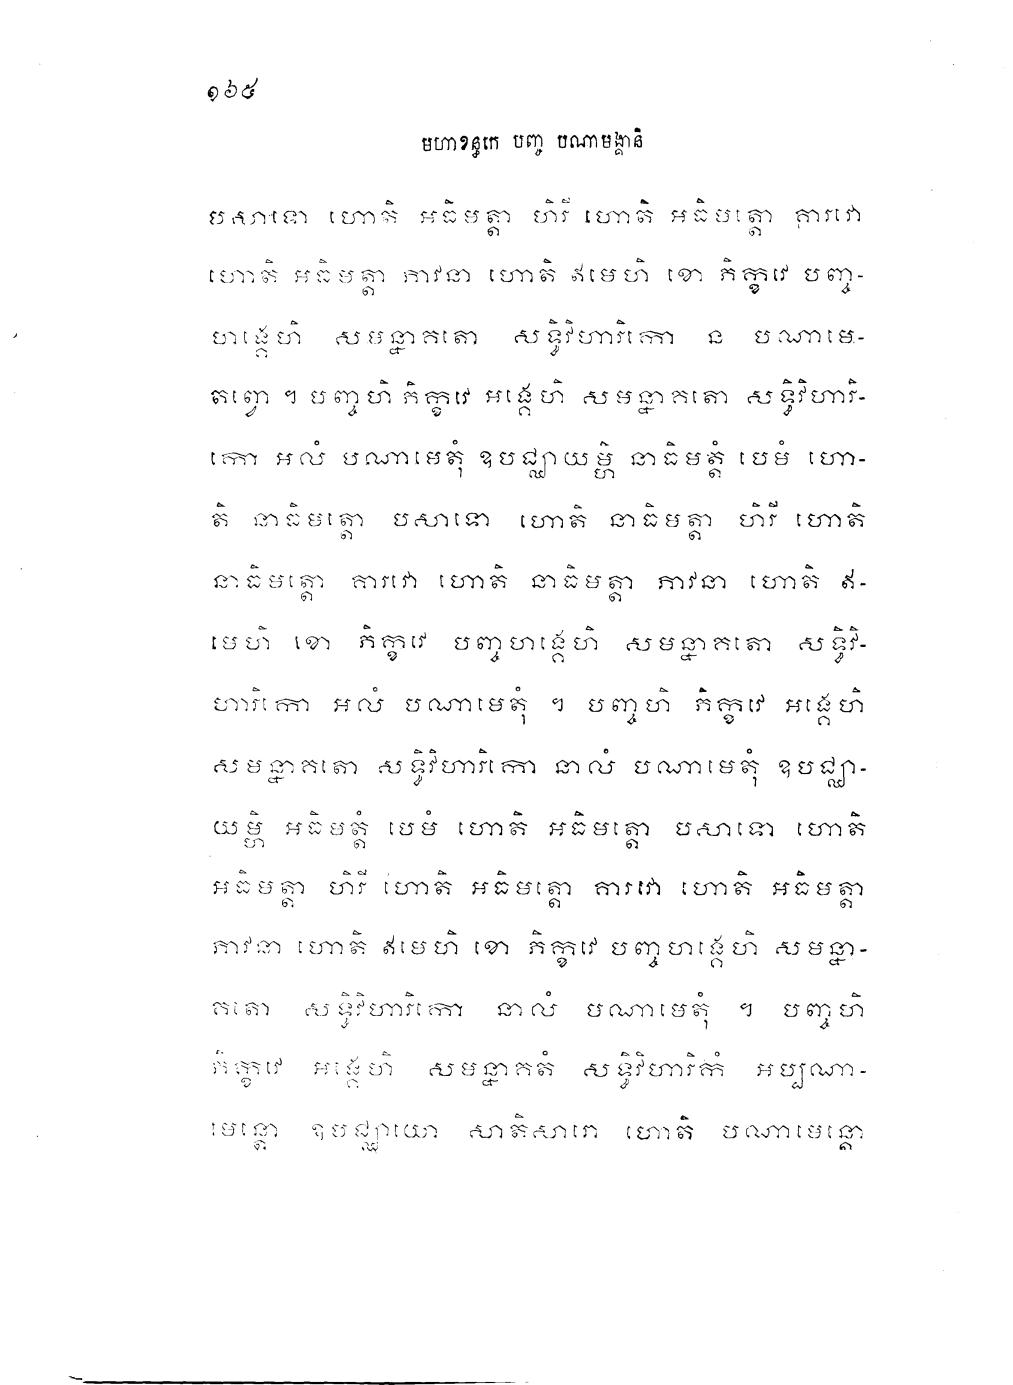 ១៦៥
មហាខន្ធកេ បញ្ច បណាមង្គានិ
បសាទោ ហោតិ អធិមត្តា ហិរី ហោតិ អធិមត្តោ គារវោ
ហោតិ អធិមត្តា ភាវនា ហោតិ ឥមេហិ ខោ ភិក្ខវេ បញ្ច-
ហង្គេហិ សមន្នាគតោ សទ្ធិវិហារិកោ ន បណាមេ-
តព្វោ ។ បញ្ចហិ ភិក្ខវេ អង្គេហិ សមន្នាគតោ សទ្ធិវិហារិ-
កោ អលំ បណាមេតុំ ឧបជ្ឈាយម្ហិ នាធិមត្តំ បេមំ ហោ-
តិ នាធិមត្តោ បសាទោ ហោតិ នាធិមត្តា ហិរី ហោតិ
នាធិមត្តោ គារវោ ហោតិ នាធិមត្តា ភាវនា ហោតិ ឥ-
មេហិ ខោ ភិក្ខវេ បញ្ចហង្គេហិ សមន្នាគតោ សទ្ធិវិ-
ហារិកោ អលំ បណាមេតុំ ។ បញ្ចហិ ភិក្ខវេ អង្គេហិ
សមន្នាគតោ សទ្ធិវិហារិកោ នាលំ បណាមេតុំ ឧបជ្ឈា-
យម្ហិ អធិមត្តំ បេមំ ហោតិ អធិមត្តោ បសាទោ ហោតិ
អធិមត្តា ហិរី ហោតិ អធិមត្តោ គារវោ ហោតិ អធិមត្តា
ភាវនា ហោតិ ឥមេហិ ខោ ភិក្ខវេ បញ្ចហង្គេហិ សមន្នា-
គតោ សទ្ធិវិហារិកោ នាលំ បណាមេតុំ ។ បញ្ចហិ
ភិក្ខវេ អង្គេហិ សមន្នាគតំ សទ្ធិវិហារិកំ អប្បណា-
មេន្តោ ឧបជ្ឈាយោ សាតិសារោ ហោតិ បណាមេន្តោ